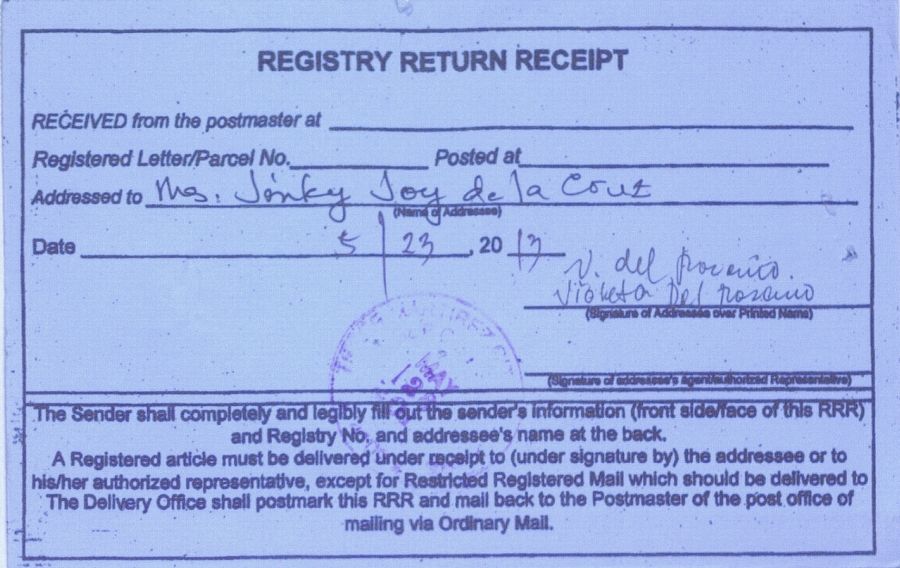 REGISTRY RETURN RECEIPT
RECEIVED from the postmaster at
Registered Letter/Parcel No. Posted at
Addressed to Ms. Jinky Joy de la Cruz
(Name of Addressee)
Date 5 | 23, 20 13
V. del Rosario.
Violeta Del Rosario
(Signature of Addressee over Printed Name)
(Signature of addressee's agent/authorized Representative)
MAY
The Sender shall completely and legibly fill out the sender's information (front side/face of this RRR)
and Registry No. and addressee's name at the back.
A Registered article must be delivered under receipt to (under signature by) the addressee or to
his/her authorized representative, except for Restricted Registered Mail which should be delivered to
The Delivery Office shall postmark this RRR and mail back to the Postmaster of the post office of
mailing via Ordinary Mail.